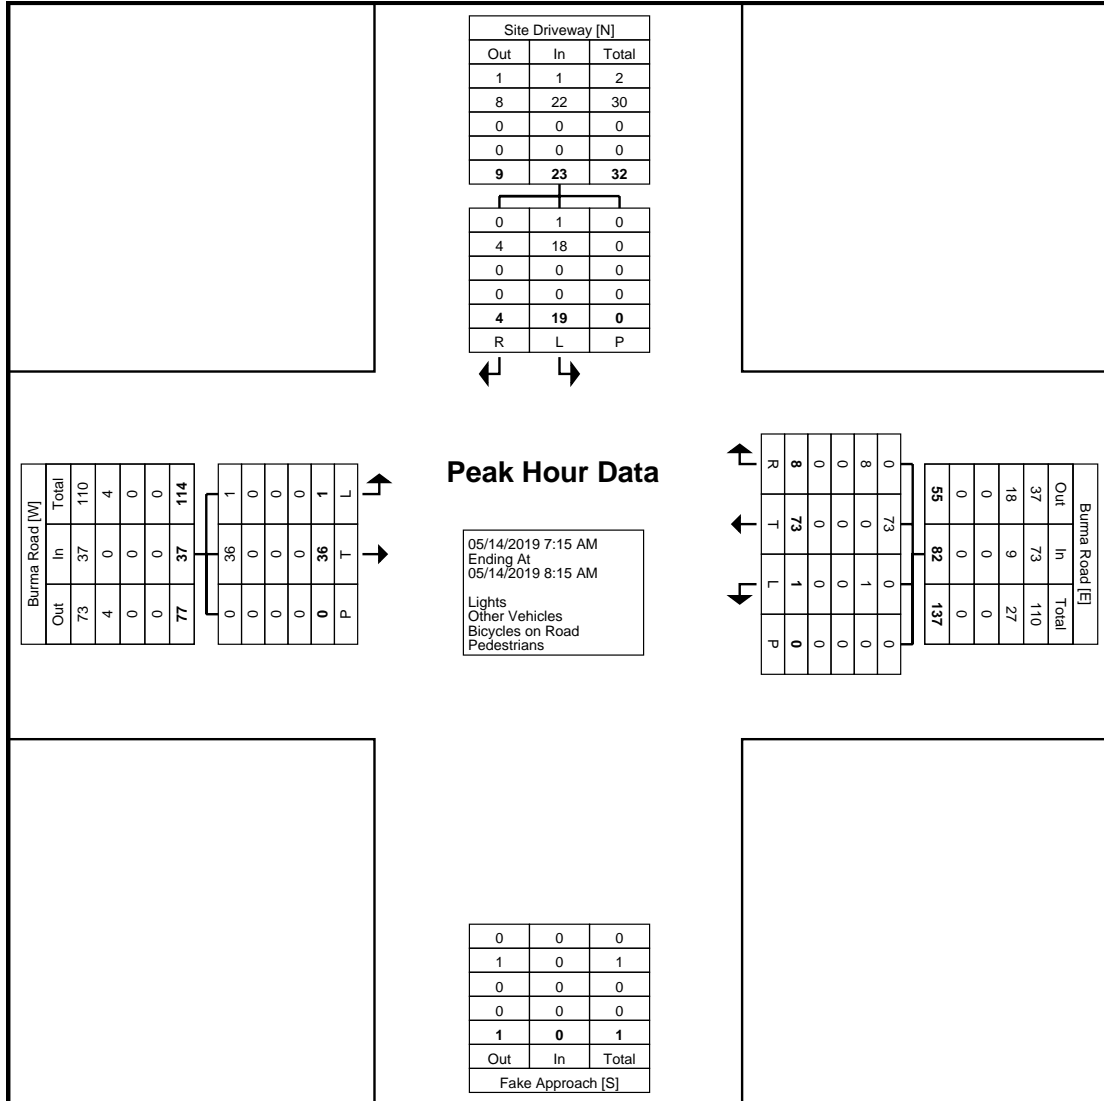 Site Driveway [N]
Out In Total
1 1 2
8 22 30
0 0 0
0 0 0
9 23 32
0 1 0
4 18 0
0 0 0
0 0 0
4 19 0
R L P
Burma Road [W]
Total In Out
110 37 73
4 0 4
0 0 0
0 0 0
114 37 77
1 36 0
0 0 0
0 0 0
0 0 0
1 36 0
L T P
Peak Hour Data
05/14/2019 7:15 AM
Ending At
05/14/2019 8:15 AM
Lights
Other Vehicles
Bicycles on Road
Pedestrians
R T L P
8 73 1 0
0 0 0 0
0 0 0 0
8 0 1 0
0 73 0 0
Burma Road [E]
Out In Total
37 73 110
18 9 27
0 0 0
0 0 0
55 82 137
0 0 0
1 0 1
0 0 0
0 0 0
1 0 1
Out In Total
Fake Approach [S]